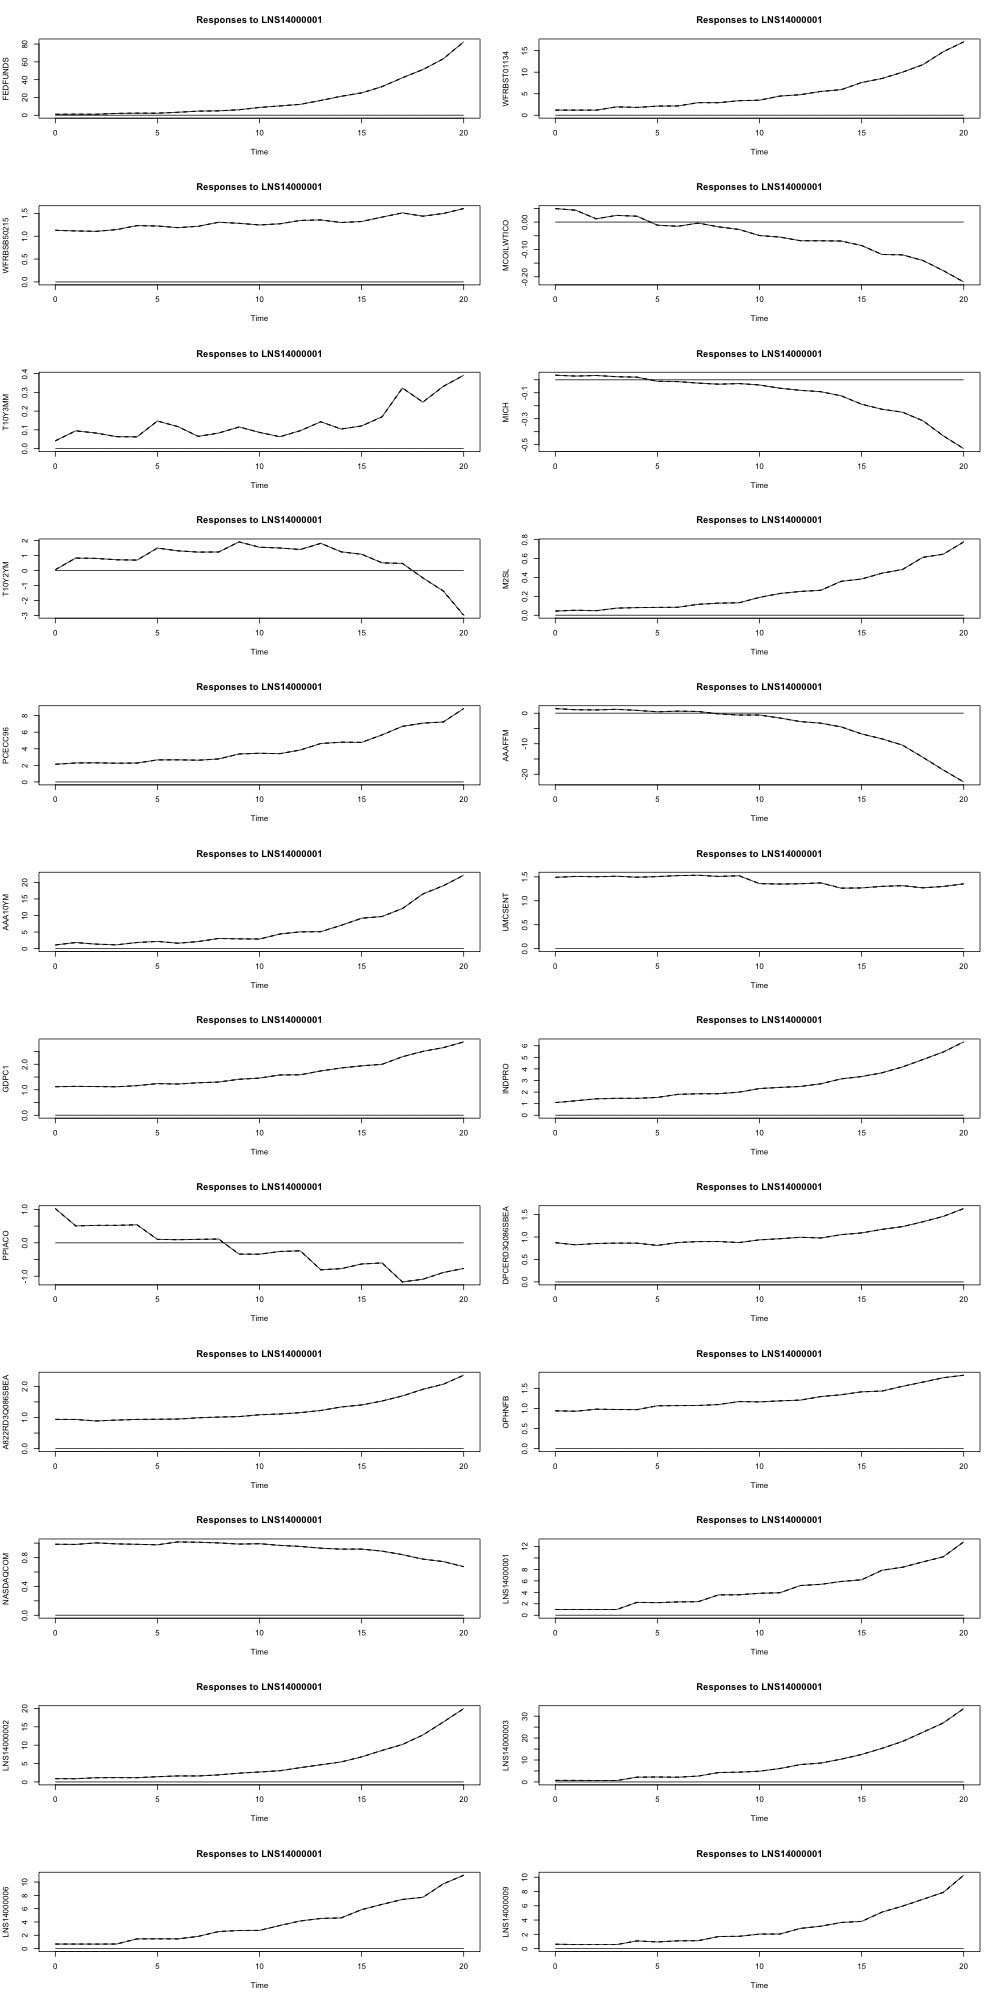 Responses to LNS14000001
FEDFUNDS
0 20 40 60 80
0 5 10 15 20
Time
Responses to LNS14000001
WFRBST01134
0 5 10 15
0 5 10 15 20
Time
Responses to LNS14000001
WFRBSB50215
0.0 0.5 1.0 1.5
0 5 10 15 20
Time
Responses to LNS14000001
MCOILWTICO
-0.20 -0.10 0.00
0 5 10 15 20
Time
Responses to LNS14000001
T10Y3MM
0.0 0.1 0.2 0.3 0.4
0 5 10 15 20
Time
Responses to LNS14000001
MICH
-0.5 -0.3 -0.1
0 5 10 15 20
Time
Responses to LNS14000001
T10Y2YM
-3 -2 -1 0 1 2
0 5 10 15 20
Time
Responses to LNS14000001
M2SL
0.0 0.2 0.4 0.6 0.8
0 5 10 15 20
Time
Responses to LNS14000001
PCECC96
0 2 4 6 8
0 5 10 15 20
Time
Responses to LNS14000001
AAAFFM
-20 -10 0
0 5 10 15 20
Time
Responses to LNS14000001
AAA10YM
0 5 10 15 20
0 5 10 15 20
Time
Responses to LNS14000001
UMCSENT
0.0 0.5 1.0 1.5
0 5 10 15 20
Time
Responses to LNS14000001
GDPC1
0.0 1.0 2.0
0 5 10 15 20
Time
Responses to LNS14000001
INDPRO
0 1 2 3 4 5 6
0 5 10 15 20
Time
Responses to LNS14000001
PPIACO
-1.0 0.0 1.0
0 5 10 15 20
Time
Responses to LNS14000001
DPCERD3Q086SBEA
0.0 0.5 1.0 1.5
0 5 10 15 20
Time
Responses to LNS14000001
A822RD3Q086SBEA
0.0 1.0 2.0
0 5 10 15 20
Time
Responses to LNS14000001
OPHNFB
0.0 0.5 1.0 1.5
0 5 10 15 20
Time
Responses to LNS14000001
NASDAQCOM
0.0 0.4 0.8
0 5 10 15 20
Time
Responses to LNS14000001
LNS14000001
0 2 4 6 8 12
0 5 10 15 20
Time
Responses to LNS14000001
LNS14000002
0 5 10 15 20
0 5 10 15 20
Time
Responses to LNS14000001
LNS14000003
0 10 20 30
0 5 10 15 20
Time
Responses to LNS14000001
LNS14000006
0 2 4 6 8 10
0 5 10 15 20
Time
Responses to LNS14000001
LNS14000009
0 2 4 6 8 10
0 5 10 15 20
Time